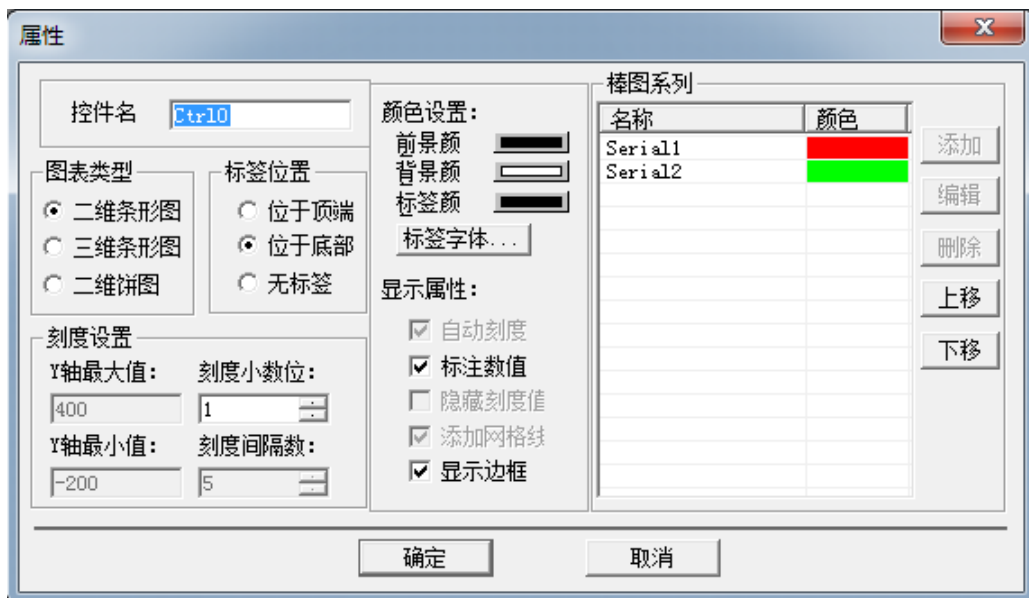 属性
控件名 Ctrl0
图表类型
二维条形图
三维条形图
二维饼图
标签位置
位于顶端
位于底部
无标签
刻度设置
Y轴最大值: 刻度小数位:
400 1
Y轴最小值: 刻度间隔数:
-200 5
颜色设置:
前景颜
背景颜
标签颜
标签字体...
显示属性:
自动刻度
标注数值
隐藏刻度值
添加网格线
显示边框
棒图系列
名称 颜色
Serial1
Serial2
添加
编辑
删除
上移
下移
确定 取消